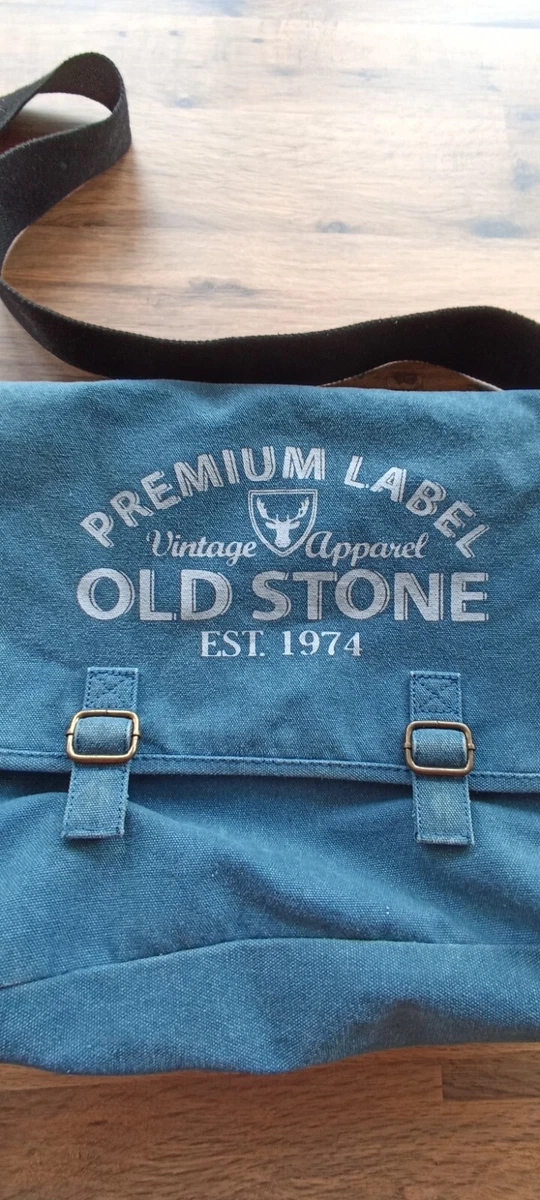 PREMIUM LABEL
Vintage Apparel
OLD STONE
EST. 1974